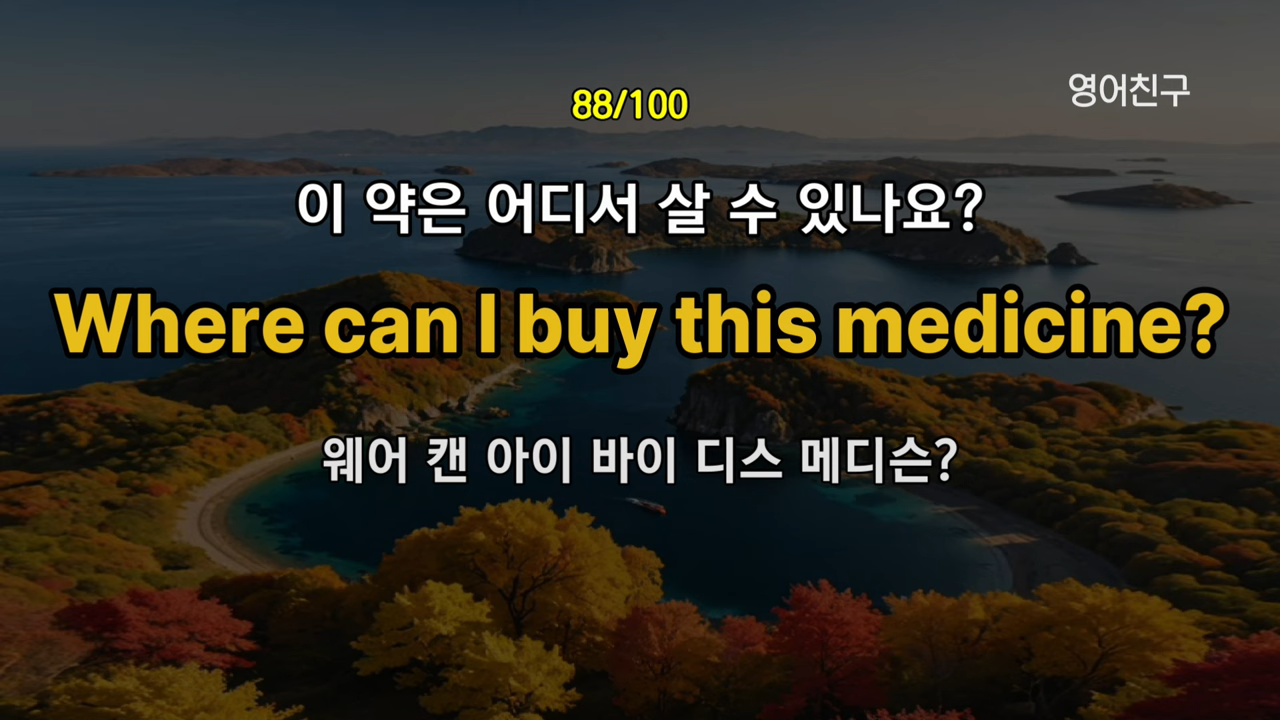 88/100
영어친구
이 약은 어디서 살 수 있나요?
Where can I buy this medicine?
웨어 캔 아이 바이 디스 메디슨?